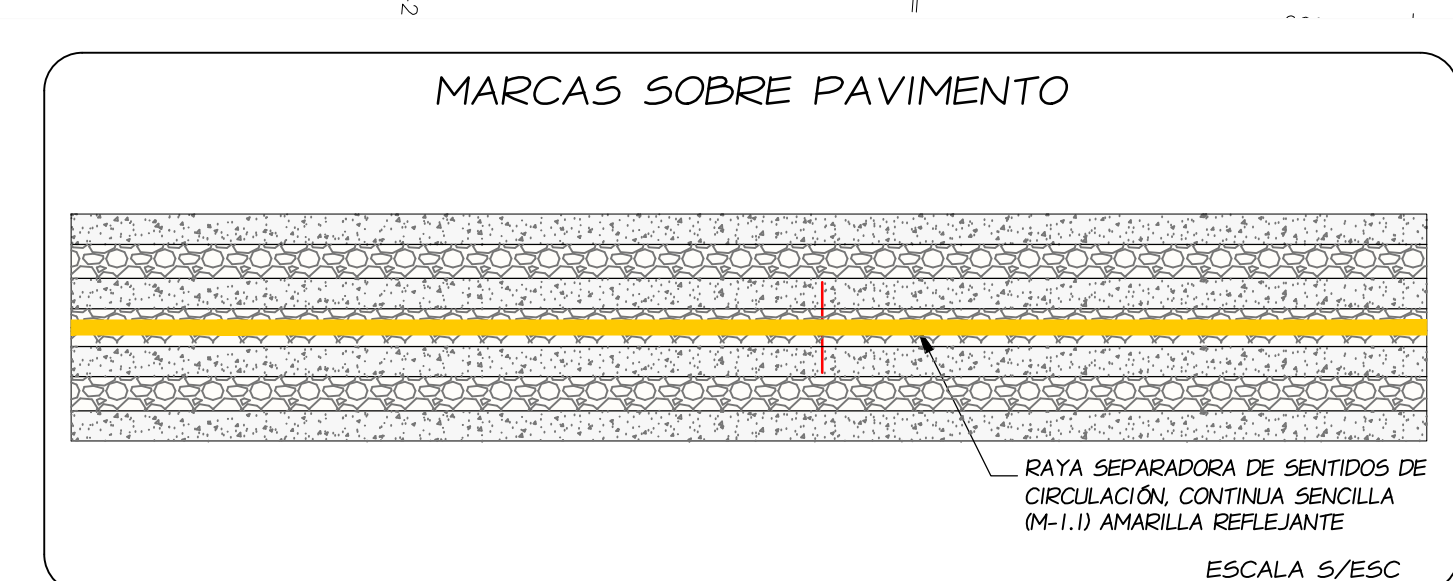 MARCAS SOBRE PAVIMENTO
RAYA SEPARADORA DE SENTIDOS DE
CIRCULACIÓN, CONTINUA SENCILLA
(M-1.1) AMARILLA REFLEJANTE
ESCALA S/ESC